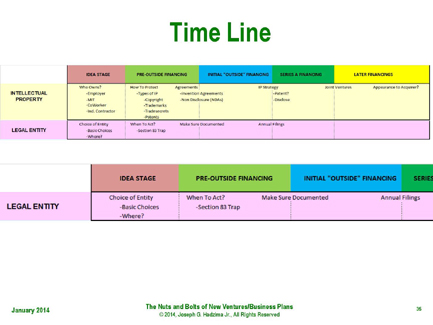 Time Line
IDEA STAGE PRE-OUTSIDE FINANCING INITIAL "OUTSIDE" FINANCING SERIES A FINANCING LATER FINANCINGS
INTELLECTUAL PROPERTY
Who Owns? How To Protect Agreements IP Strategy Joint Ventures Appearance to Acquirer?
-Employer -Types of IP -Invention Agreements -Patent?
-MIT -Copyright -Non Disclosure (NDAs) -Disclose
-CoWorker -Trademarks
-Ind. Contractor -Tradesecrets
-Patents
LEGAL ENTITY
Choice of Entity When To Act? Make Sure Documented Annual Filings
-Basic Choices -Section 83 Trap
-Where?
IDEA STAGE PRE-OUTSIDE FINANCING INITIAL "OUTSIDE" FINANCING SERIES
LEGAL ENTITY
Choice of Entity When To Act? Make Sure Documented Annual Filings
-Basic Choices -Section 83 Trap
-Where?
January 2014
The Nuts and Bolts of New Ventures/Business Plans
© 2014, Joseph G. Hadzima Jr., All Rights Reserved